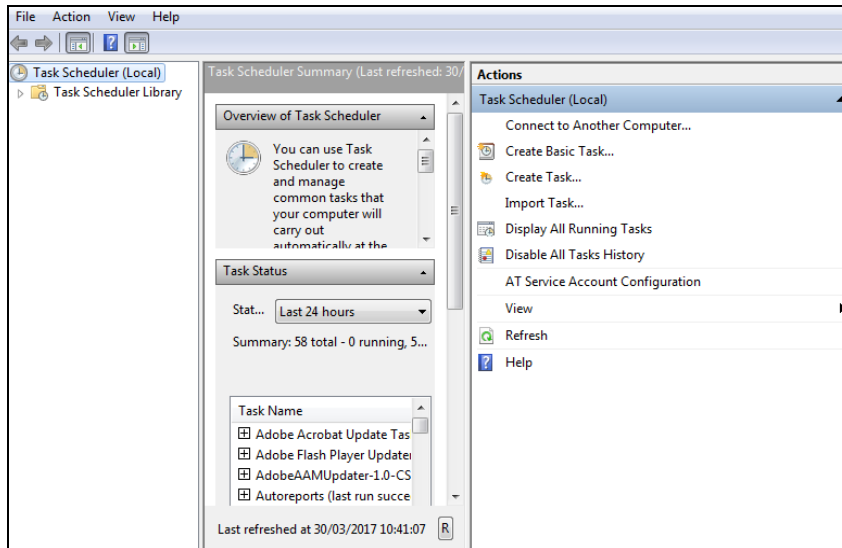 File Action View Help
Task Scheduler (Local)
Task Scheduler Library
Task Scheduler Summary (Last refreshed: 30/
Overview of Task Scheduler
You can use Task
Scheduler to create
and manage
common tasks that
your computer will
carry out
automatically at the
Task Status
Stat... Last 24 hours
Summary: 58 total - 0 running, 5...
Task Name
Adobe Acrobat Update Tas
Adobe Flash Player Updater
AdobeAAMUpdater-1.0-CS
Autoreports (last run succe
Last refreshed at 30/03/2017 10:41:07 R
Actions
Task Scheduler (Local)
Connect to Another Computer...
Create Basic Task...
Create Task...
Import Task...
Display All Running Tasks
Disable All Tasks History
AT Service Account Configuration
View
Refresh
Help